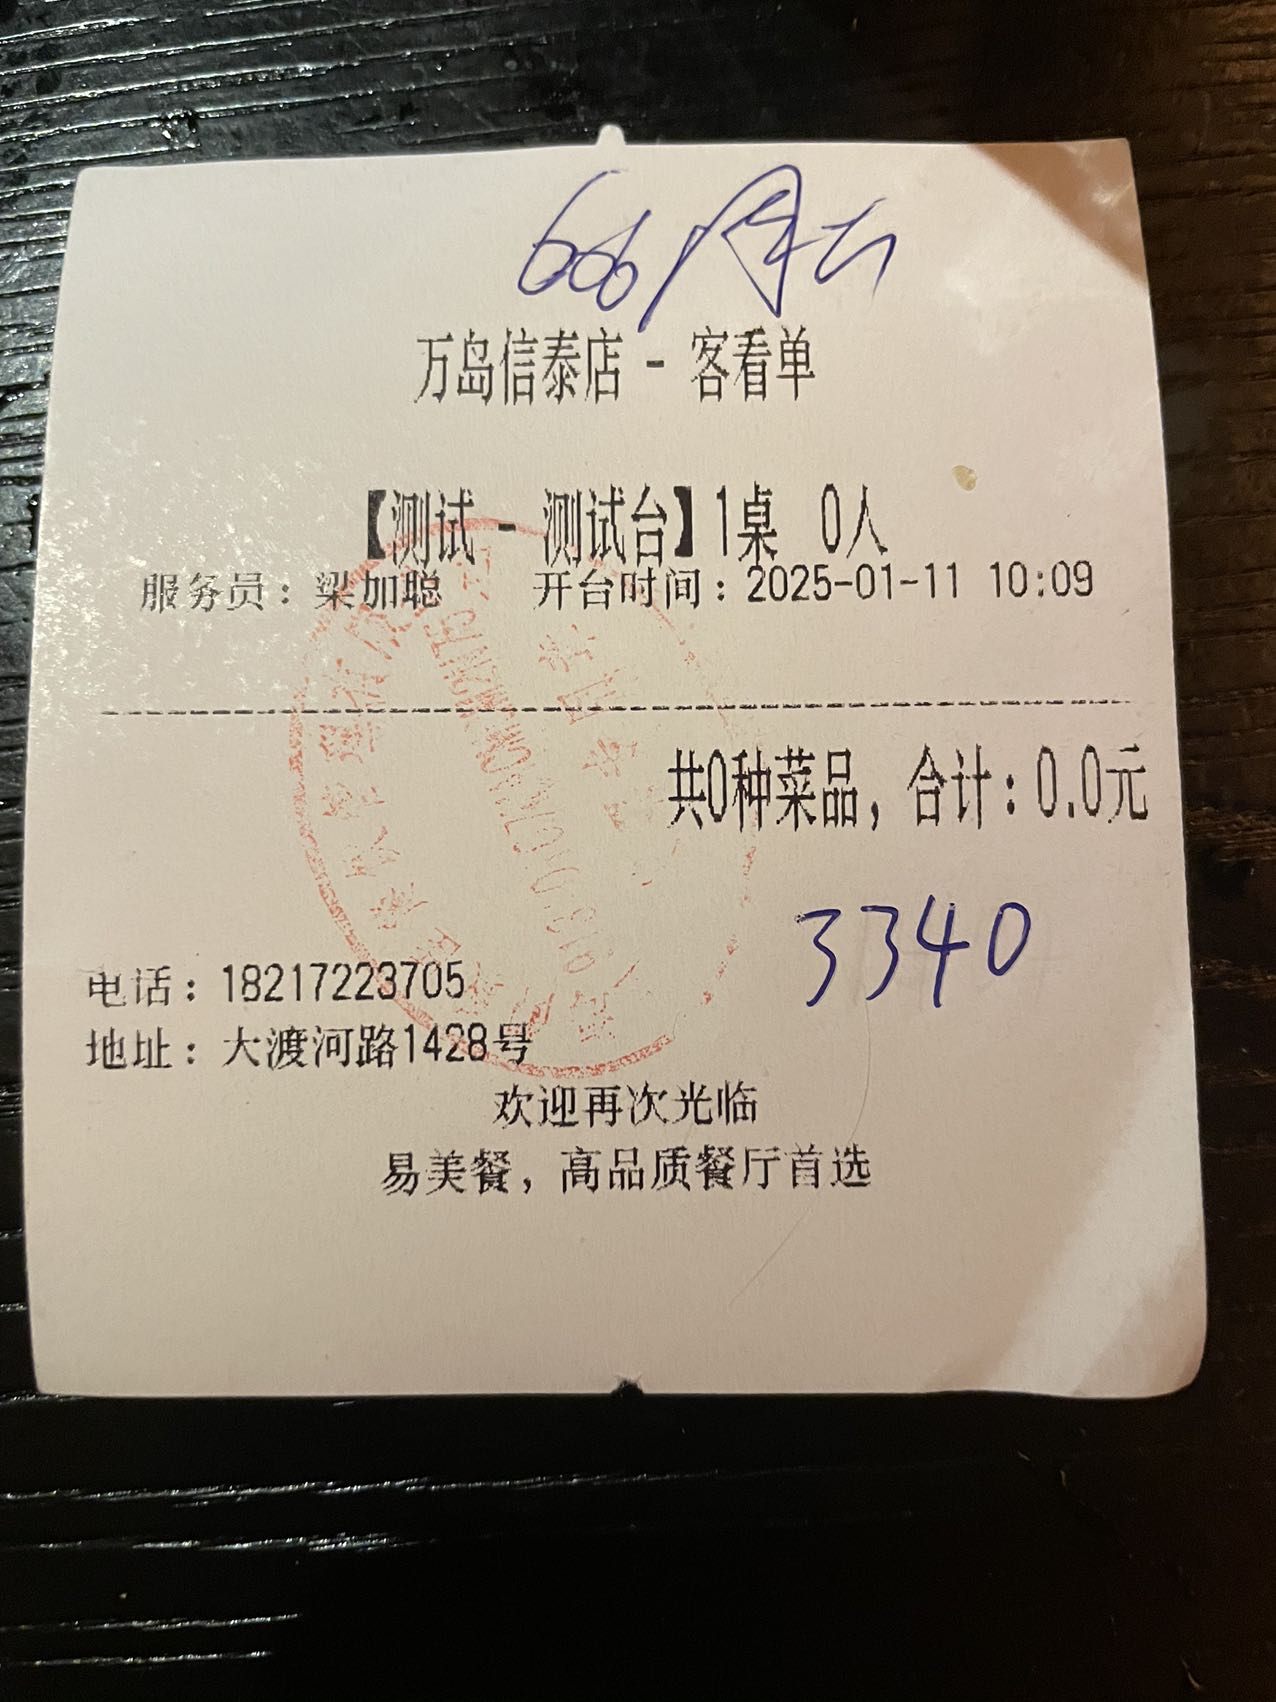 666
万岛信泰店 - 客看单
【测试 - 测试台】1桌 0人
服务员：梁加聪 开台时间：2025-01-11 10:09
共0种菜品，合计：0.0元
3340
电话：18217223705
地址：大渡河路1428号
欢迎再次光临
易美餐，高品质餐厅首选